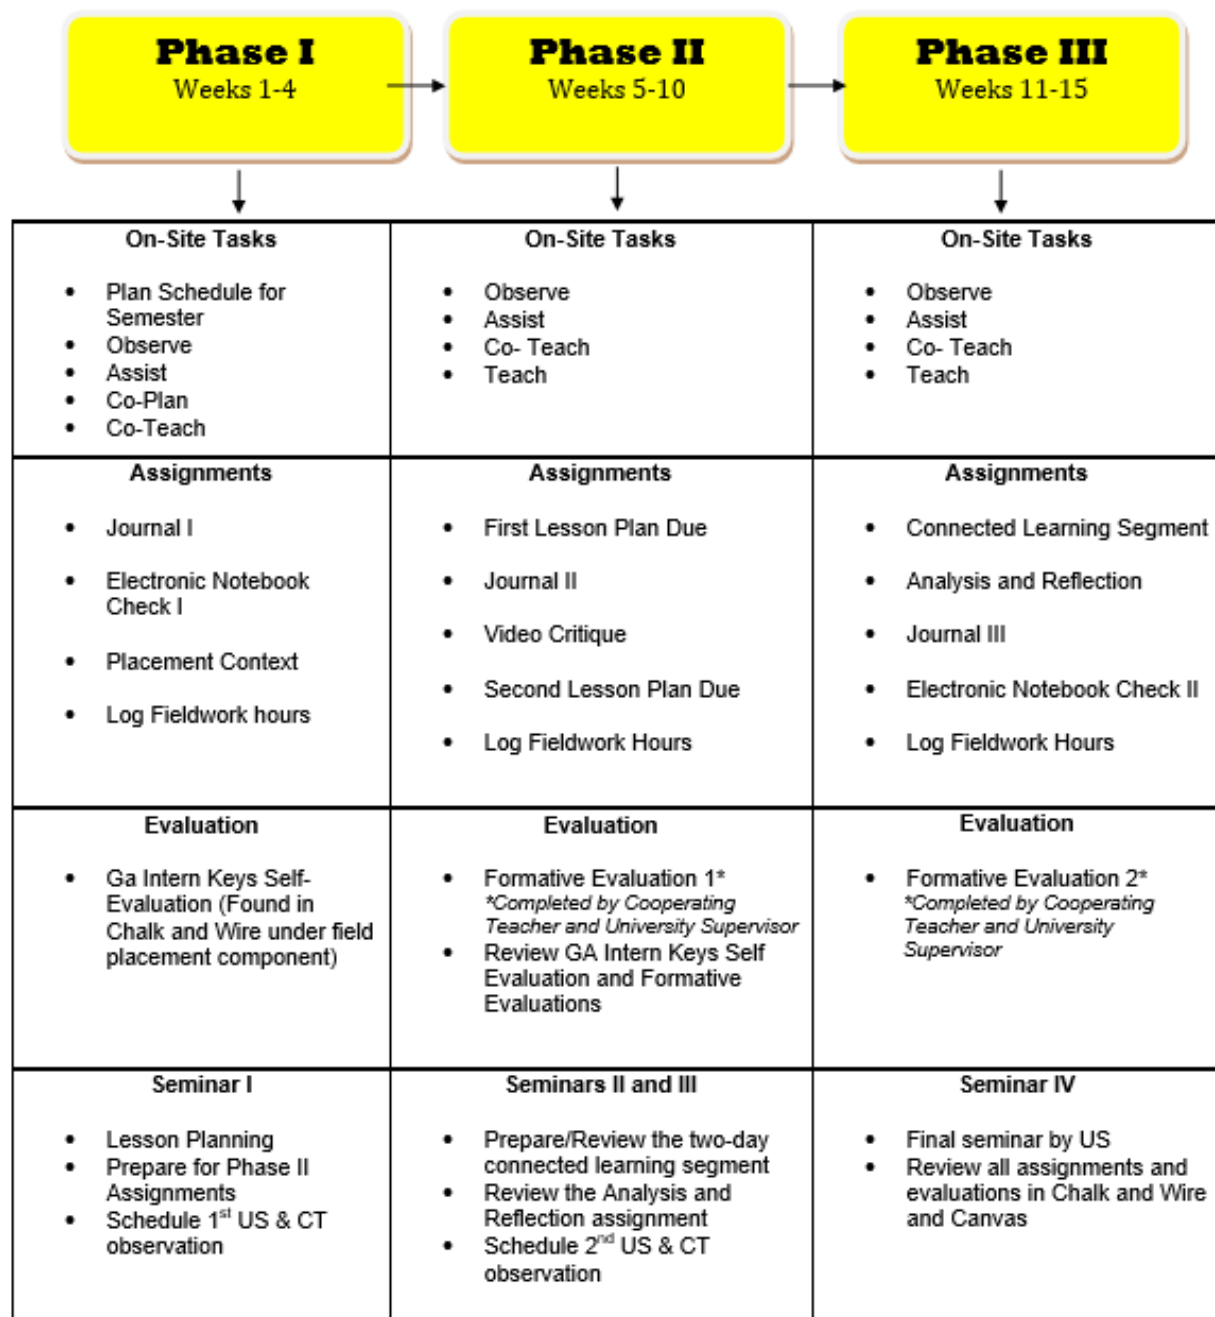 Phase I
Weeks 1-4
Phase II
Weeks 5-10
Phase III
Weeks 11-15
On-Site Tasks
• Plan Schedule for
Semester
• Observe
• Assist
• Co-Plan
• Co-Teach
On-Site Tasks
• Observe
• Assist
• Co- Teach
• Teach
On-Site Tasks
• Observe
• Assist
• Co- Teach
• Teach
Assignments
• Journal I
• Electronic Notebook
Check I
• Placement Context
• Log Fieldwork hours
Assignments
• First Lesson Plan Due
• Journal II
• Video Critique
• Second Lesson Plan Due
• Log Fieldwork Hours
Assignments
• Connected Learning Segment
• Analysis and Reflection
• Journal III
• Electronic Notebook Check II
• Log Fieldwork Hours
Evaluation
• Ga Intern Keys Self-
Evaluation (Found in
Chalk and Wire under field
placement component)
Evaluation
• Formative Evaluation 1*
*Completed by Cooperating
Teacher and University Supervisor
• Review GA Intern Keys Self
Evaluation and Formative
Evaluations
Evaluation
• Formative Evaluation 2*
*Completed by Cooperating
Teacher and University
Supervisor
Seminar I
• Lesson Planning
• Prepare for Phase II
Assignments
• Schedule 1st US & CT
observation
Seminars II and III
• Prepare/Review the two-day
connected learning segment
• Review the Analysis and
Reflection assignment
• Schedule 2nd US & CT
observation
Seminar IV
• Final seminar by US
• Review all assignments and
evaluations in Chalk and Wire
and Canvas